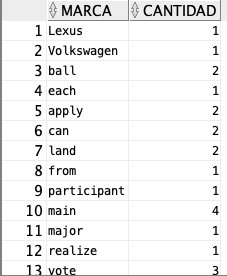 MARCA CANTIDAD
1 Lexus 1
2 Volkswagen 1
3 ball 2
4 each 1
5 apply 2
6 can 2
7 land 2
8 from 1
9 participant 1
10 main 4
11 major 1
12 realize 1
13 vote 3